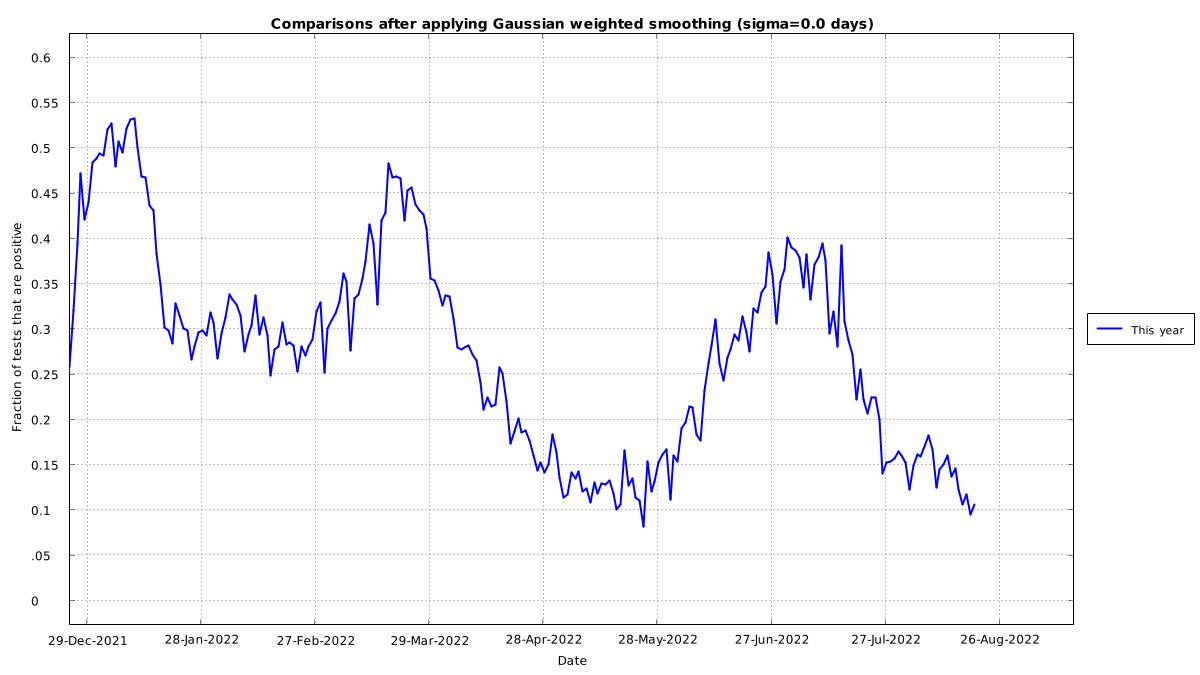 Comparisons after applying Gaussian weighted smoothing (sigma=0.0 days)
0.6
0.55
0.5
0.45
0.4
0.35
0.3
0.25
0.2
0.15
0.1
.05
0
Fraction of tests that are positive
29-Dec-2021 28-Jan-2022 27-Feb-2022 29-Mar-2022 28-Apr-2022 28-May-2022 27-Jun-2022 27-Jul-2022 26-Aug-2022
Date
This year